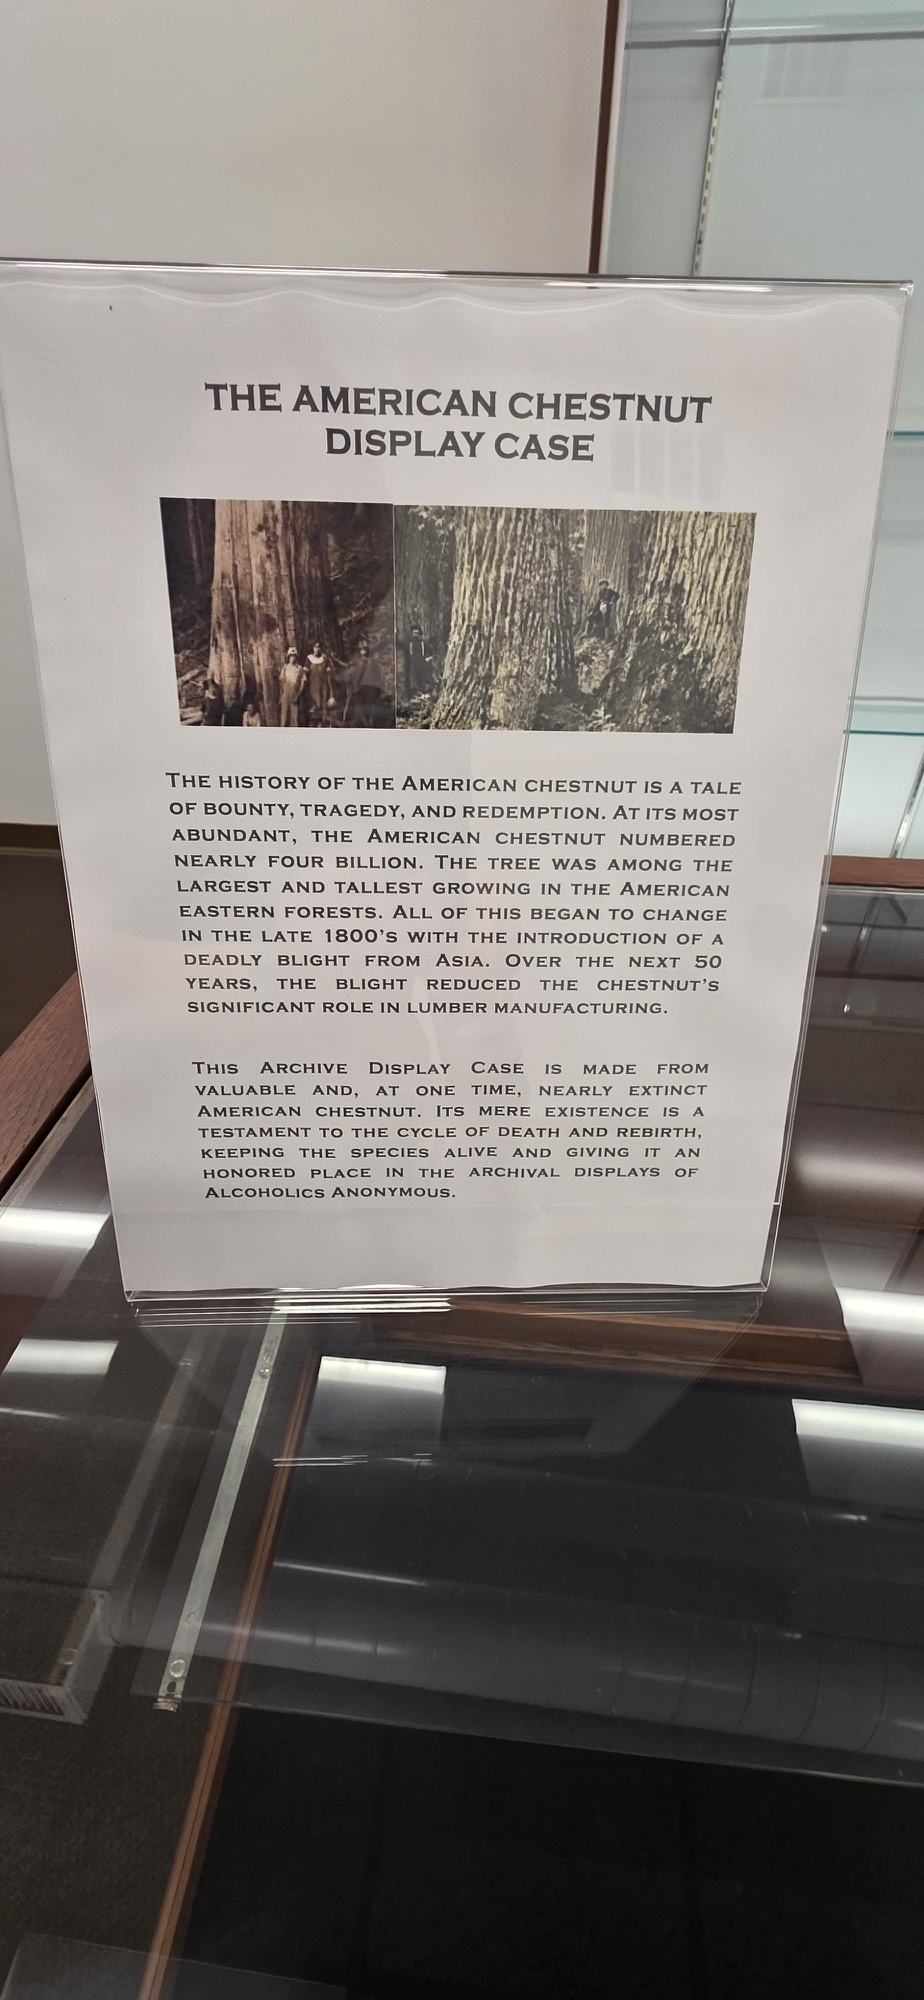 THE AMERICAN CHESTNUT
DISPLAY CASE
THE HISTORY OF THE AMERICAN CHESTNUT IS A TALE
OF BOUNTY, TRAGEDY, AND REDEMPTION. AT ITS MOST
ABUNDANT, THE AMERICAN CHESTNUT NUMBERED
NEARLY FOUR BILLION. THE TREE WAS AMONG THE
LARGEST AND TALLEST GROWING IN THE AMERICAN
EASTERN FORESTS. ALL OF THIS BEGAN TO CHANGE
IN THE LATE 1800'S WITH THE INTRODUCTION OF A
DEADLY BLIGHT FROM ASIA. OVER THE NEXT 50
YEARS, THE BLIGHT REDUCED THE CHESTNUT'S
SIGNIFICANT ROLE IN LUMBER MANUFACTURING.
THIS ARCHIVE DISPLAY CASE IS MADE FROM
VALUABLE AND, AT ONE TIME, NEARLY EXTINCT
AMERICAN CHESTNUT. ITS MERE EXISTENCE IS A
TESTAMENT TO THE CYCLE OF DEATH AND REBIRTH,
KEEPING THE SPECIES ALIVE AND GIVING IT AN
HONORED PLACE IN THE ARCHIVAL DISPLAYS OF
ALCOHOLICS ANONYMOUS.